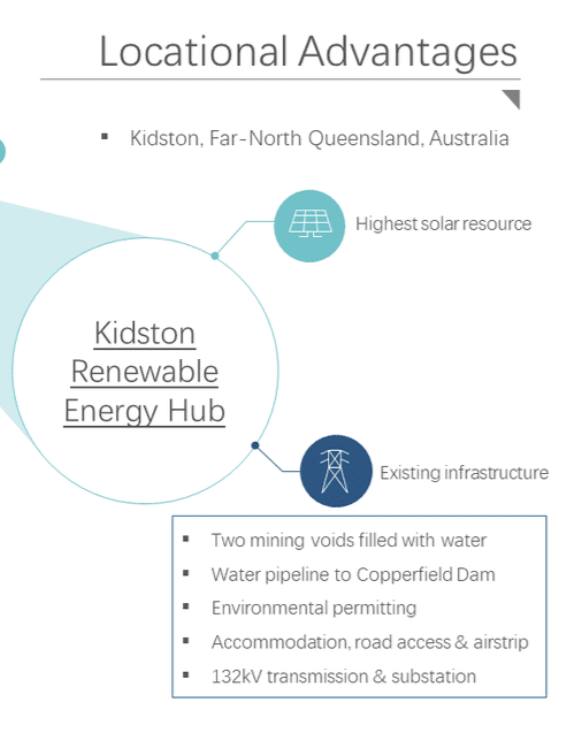 Locational Advantages
▪ Kidston, Far-North Queensland, Australia
Highest solar resource
Kidston
Renewable
Energy Hub
Existing infrastructure
▪ Two mining voids filled with water
▪ Water pipeline to Copperfield Dam
▪ Environmental permitting
▪ Accommodation, road access & airstrip
▪ 132kV transmission & substation